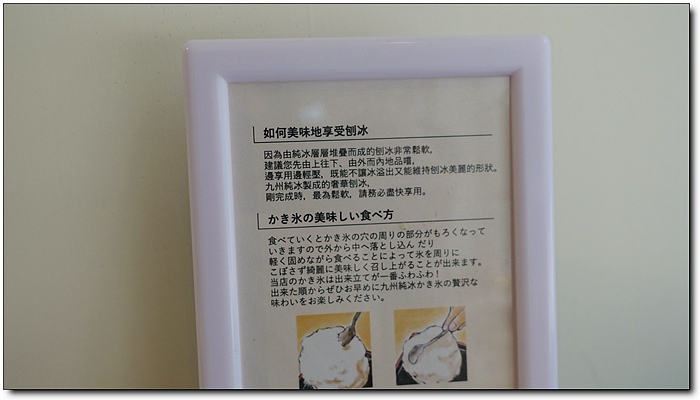 如何美味地享受刨冰
因為由純冰層層堆疊而成的刨冰非常鬆軟,
建議您先由上往下、由外而內地品嚐,
邊享用邊輕壓, 既能不讓冰溢出又能維持刨冰美麗的形狀。
九州純冰製成的奢華刨冰,
剛完成時, 最為鬆軟, 請務必盡快享用。
かき氷の美味しい食べ方
食べていくとかき氷の穴の周りの部分がもろくなって
いきますので外から中へ落とし込ん だり
軽く固めながら食べることによって氷を周りに
こぼさず綺麗に美味しく召し上がることが出来ます。
当店のかき氷は出来立てが一番ふわふわ！
出来た順からぜひお早めに九州純氷かき氷の贅沢な
味わいをお楽しみください。